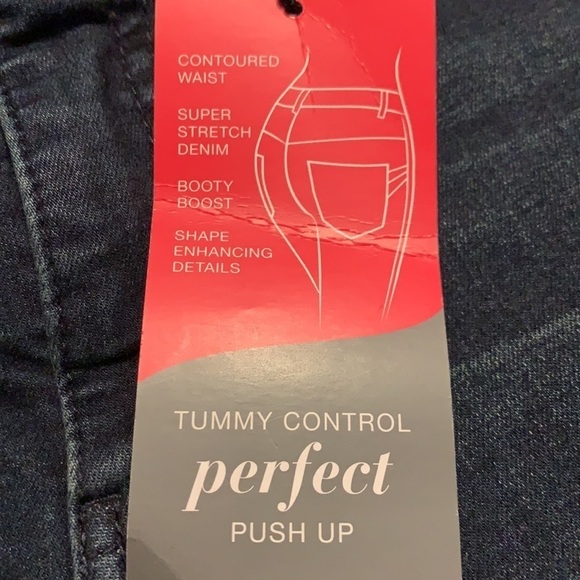 CONTOURED
WAIST
SUPER
STRETCH
DENIM
BOOTY
BOOST
SHAPE
ENHANCING
DETAILS
TUMMY CONTROL
perfect
PUSH UP